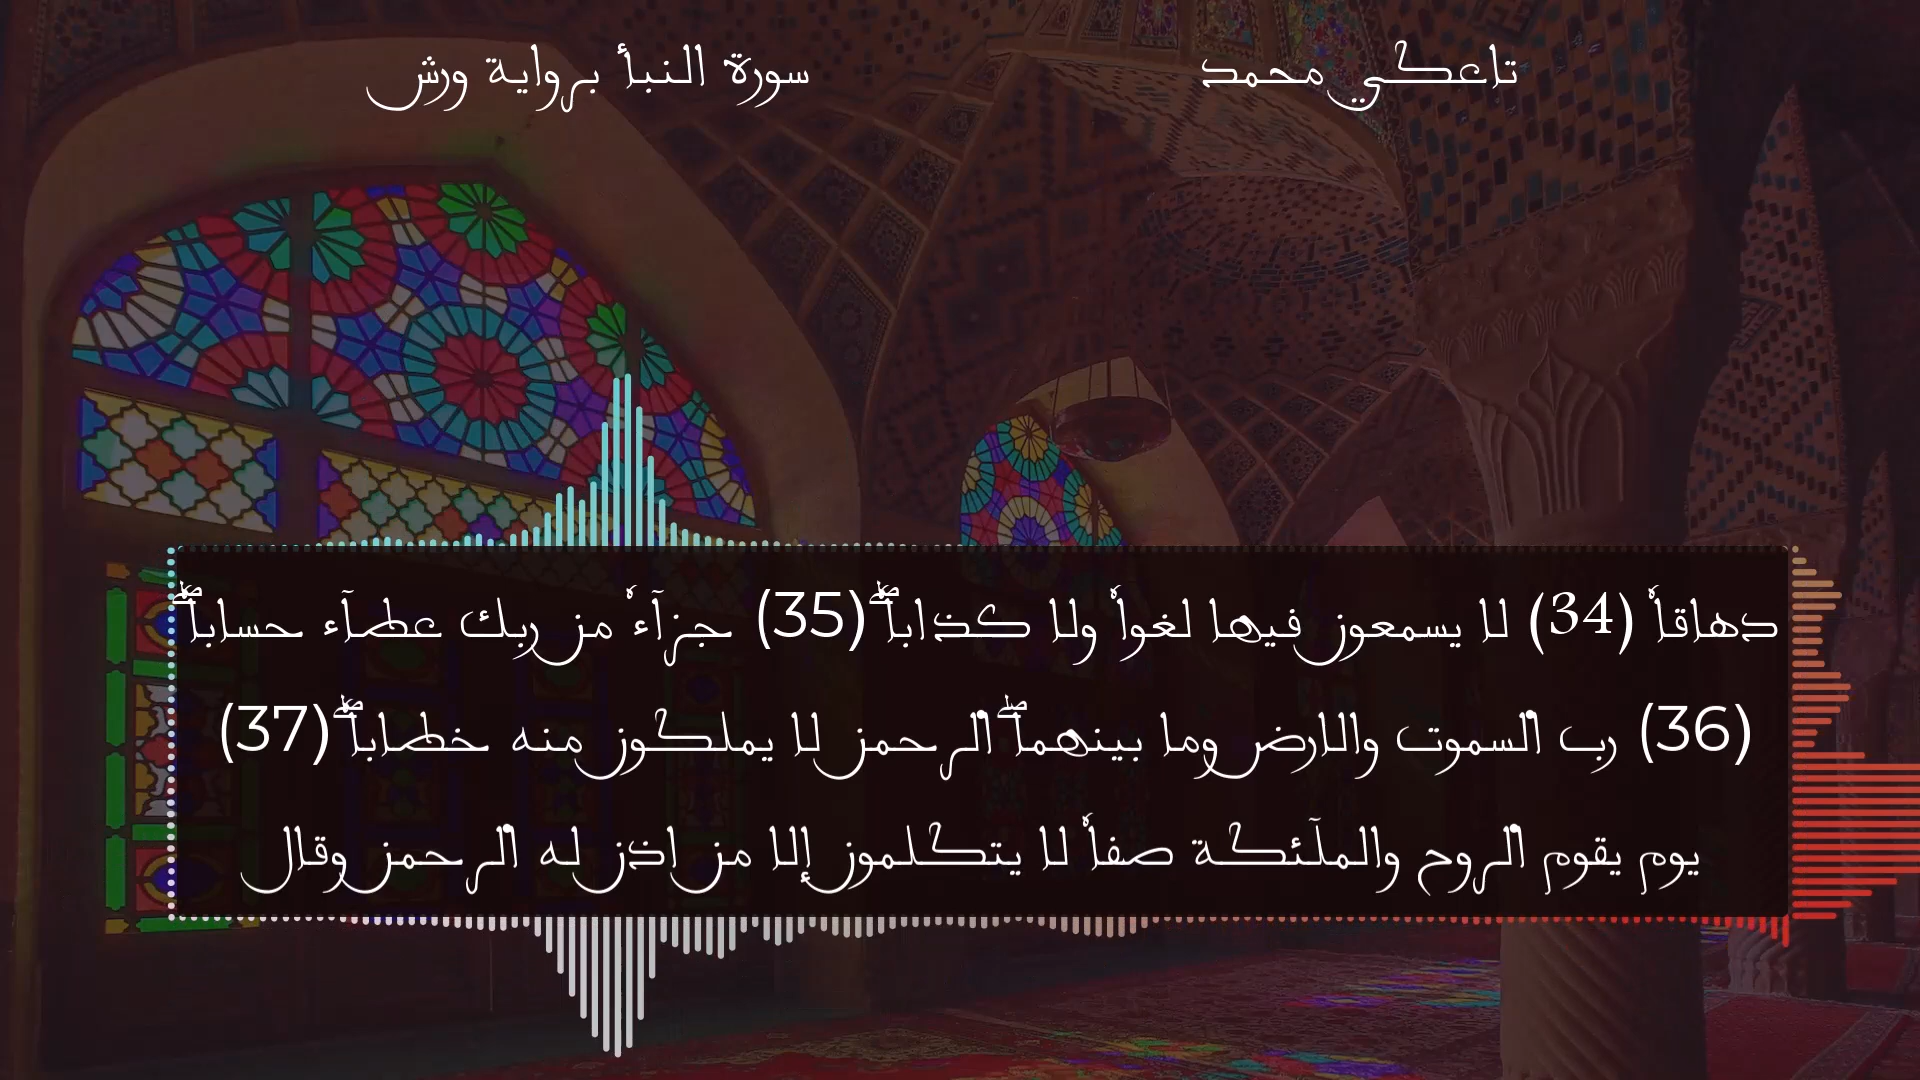 تاعكي محمد
سورة النبأ برواية ورش
دهاقاٗ (34) لا يسمعون فيها لغواٗ ولا كذاباٗۖ (35) جزآءٗ من ربك عطآء حساباٗۖ
(36) رب السموت والارض وما بينهماۖ الرحمن لا يملكون منه خطاباٗۖ (37)
يوم يقوم الروح والملٓئكة صفاٗ لا يتكلمون إلا من اذن له الرحمن وقال